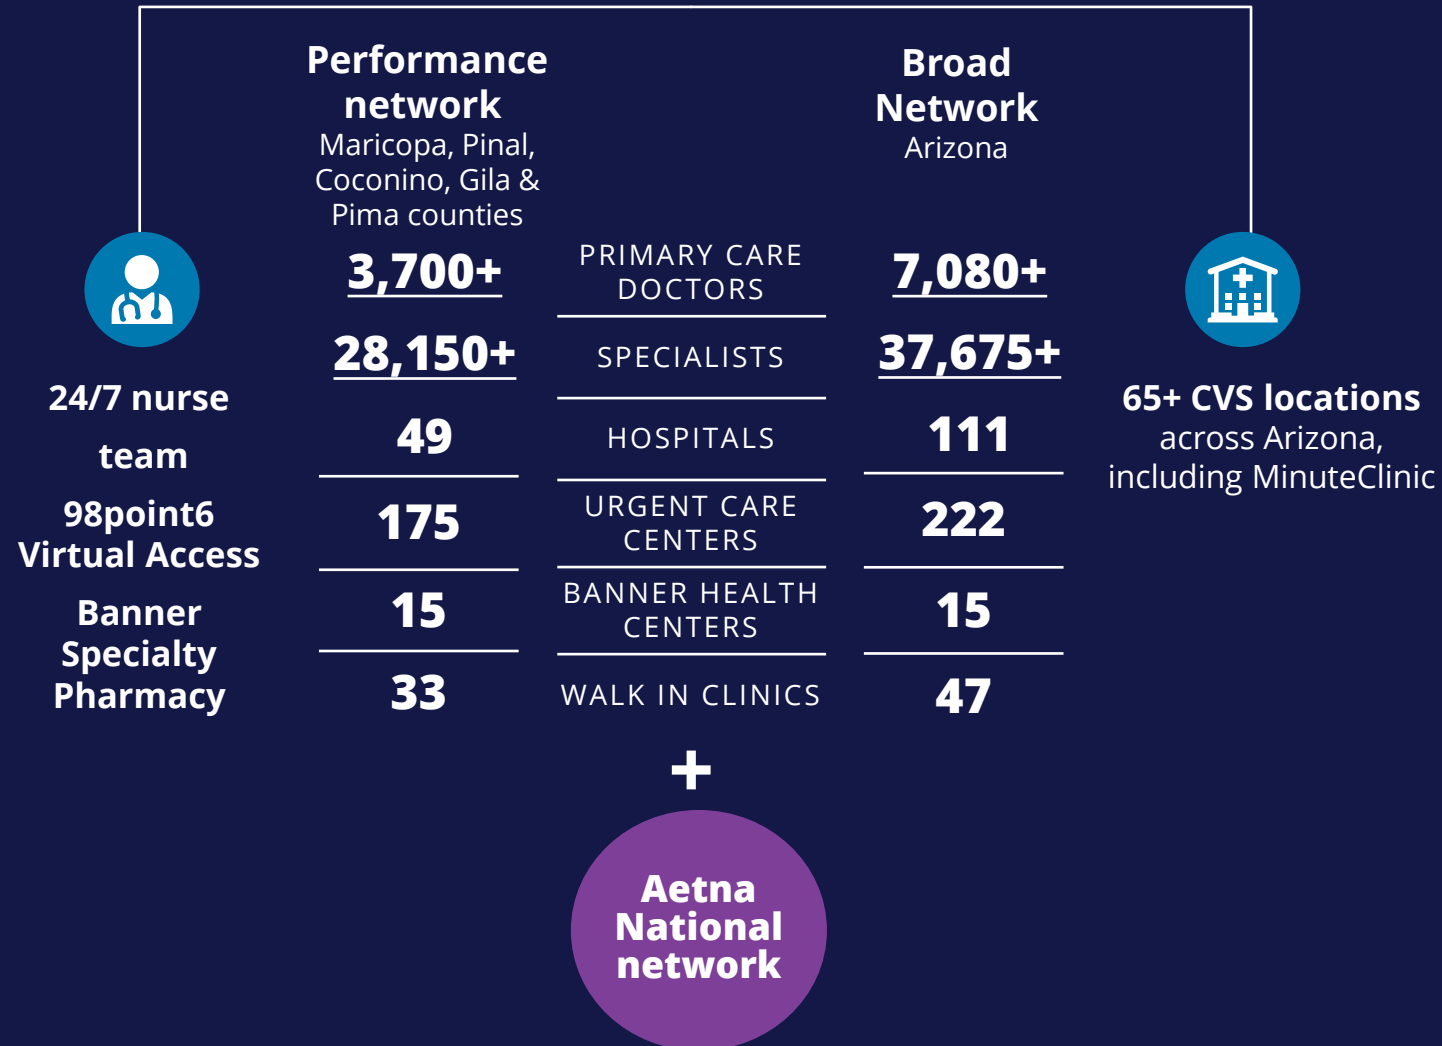 Performance
network
Maricopa, Pinal,
Coconino, Gila &
Pima counties
Broad
Network
Arizona
3,700+
PRIMARY CARE
DOCTORS
7,080+
28,150+
SPECIALISTS
37,675+
49
HOSPITALS
111
175
URGENT CARE
CENTERS
222
15
BANNER HEALTH
CENTERS
15
33
WALK IN CLINICS
47
24/7 nurse
team
98point6
Virtual Access
Banner
Specialty
Pharmacy
65+ CVS locations
across Arizona,
including MinuteClinic
+
Aetna
National
network